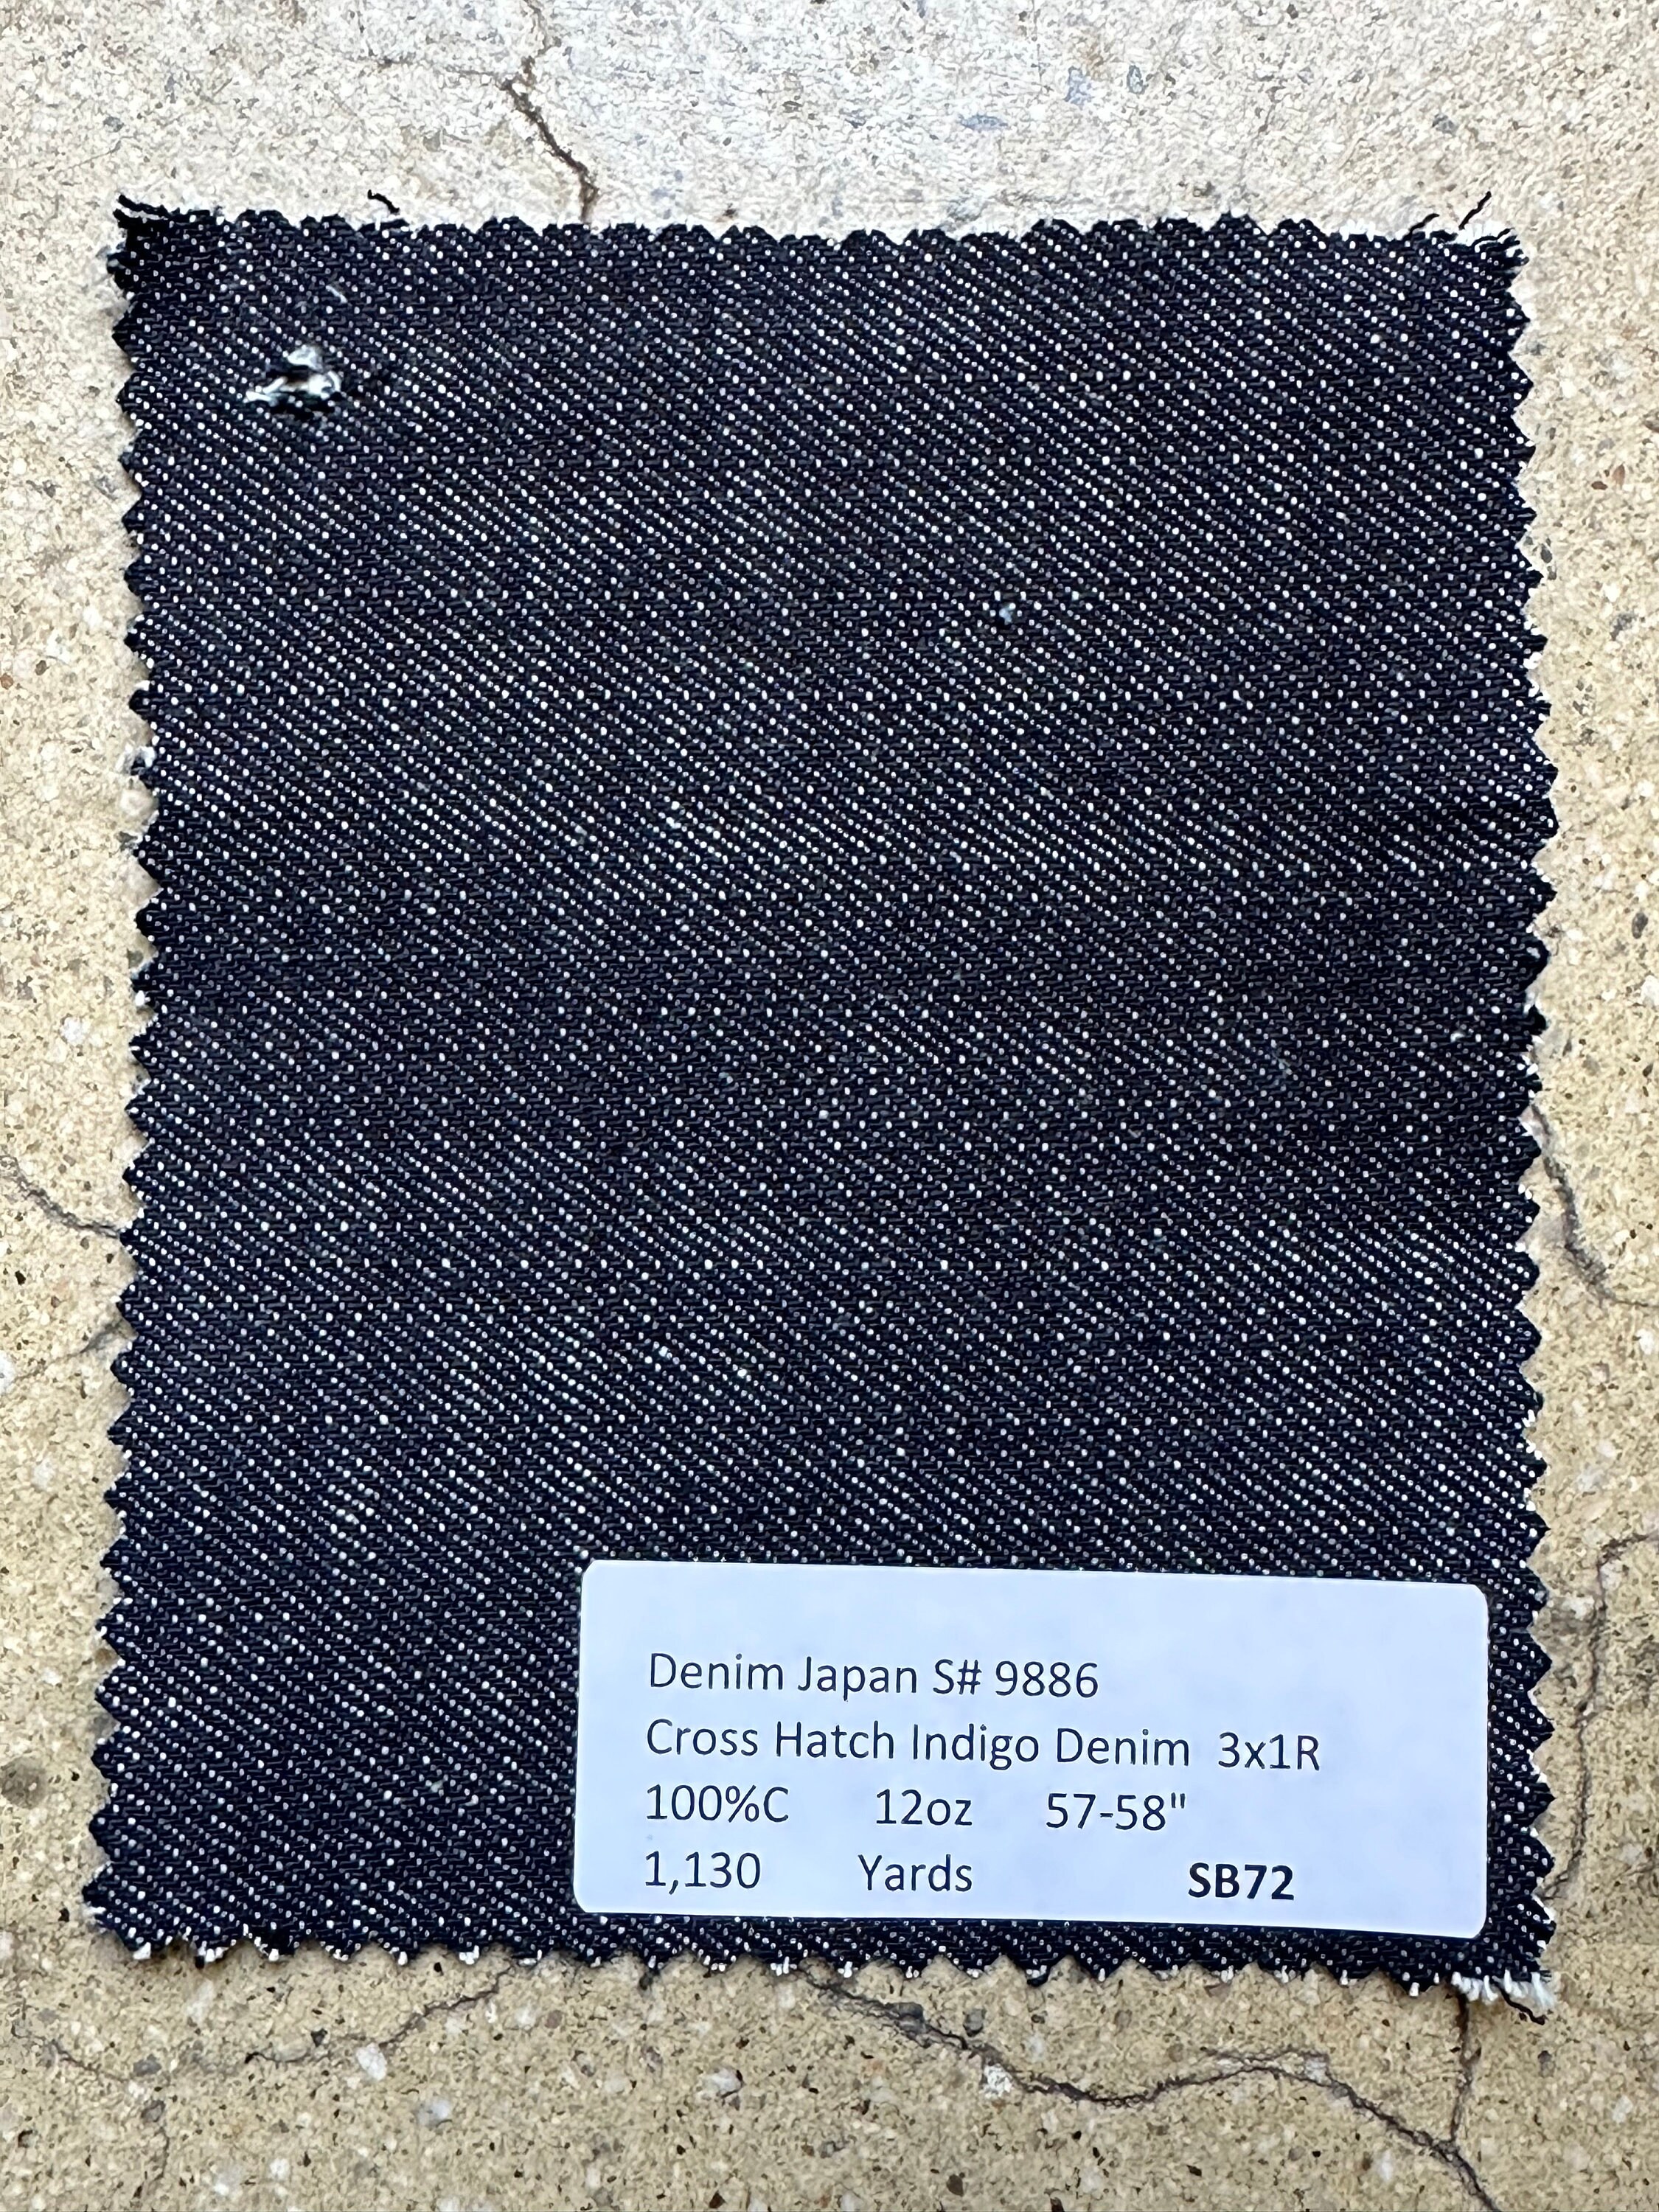 Denim Japan S# 9886
Cross Hatch Indigo Denim 3x1R
100%C 12oz 57-58"
1,130 Yards SB72